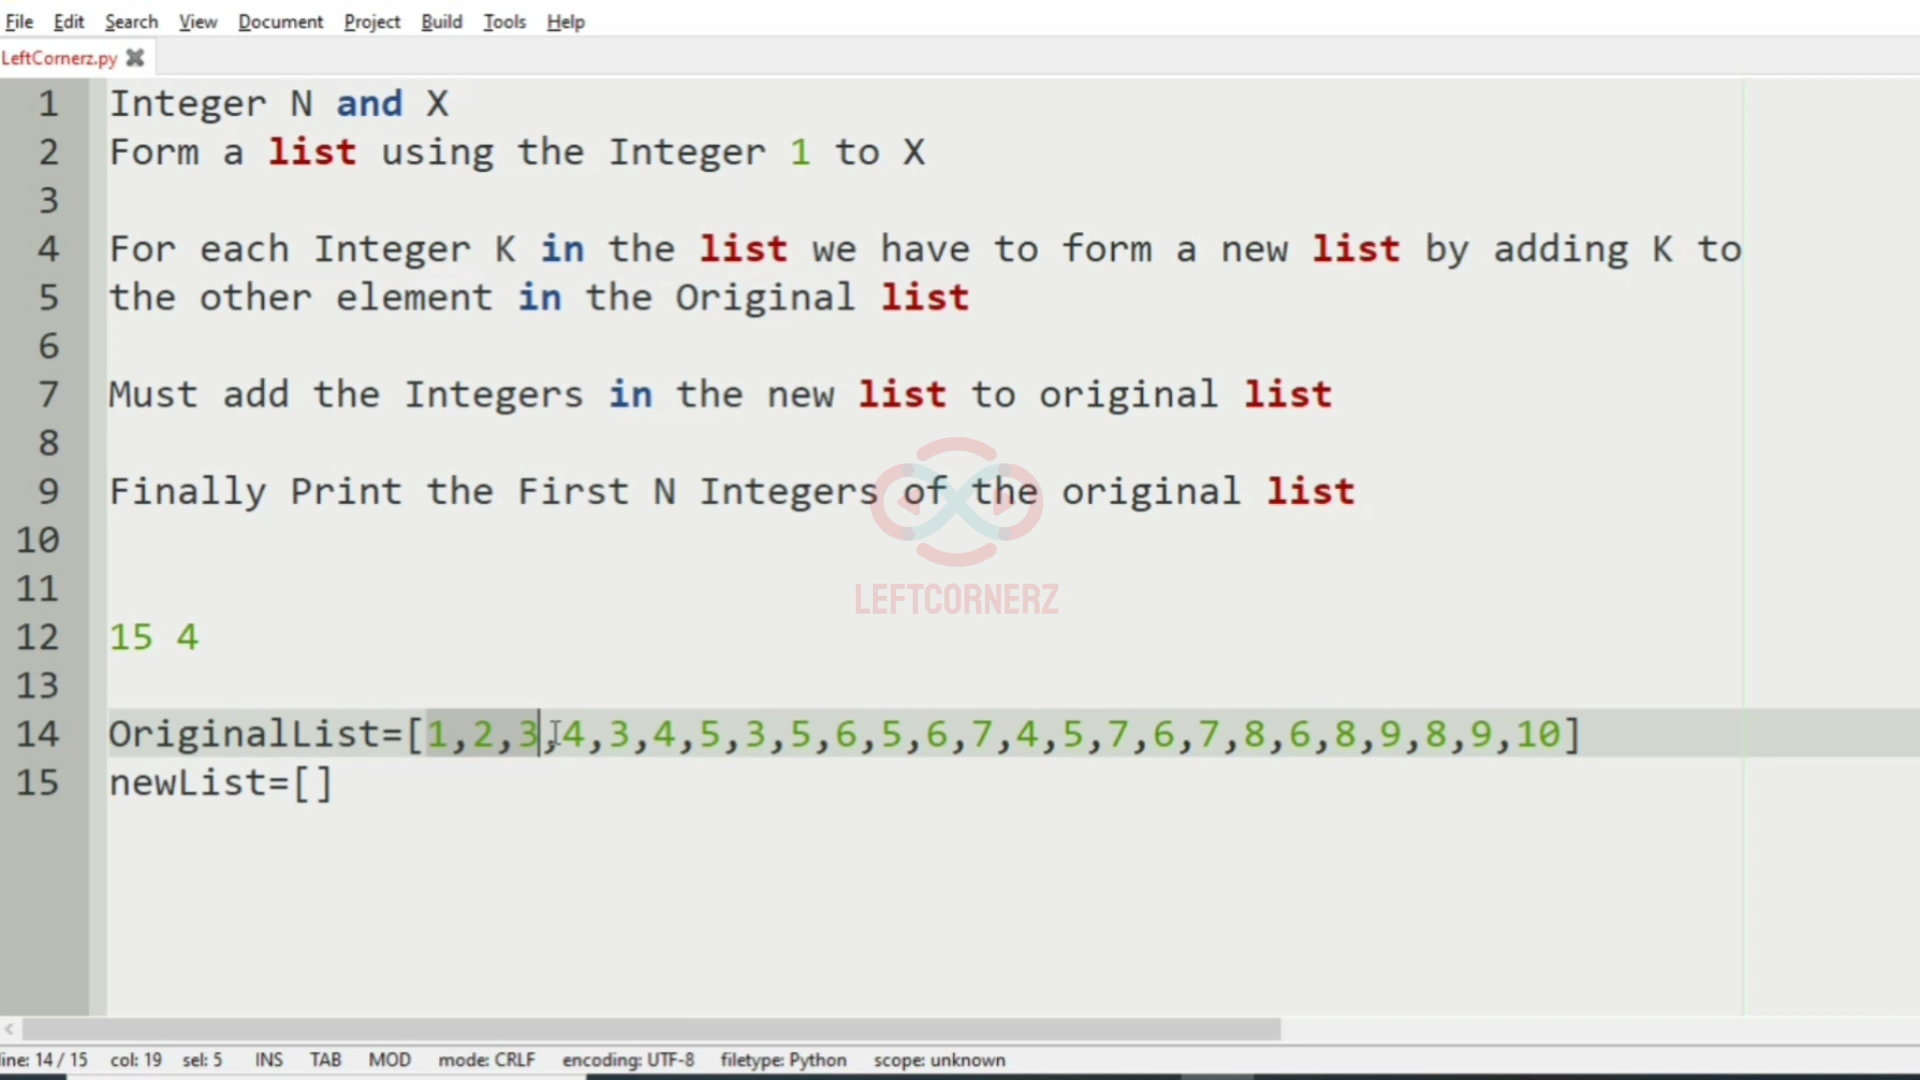 File Edit Search View Document Project Build Tools Help
LeftCornerz.py
1 Integer N and X
2 Form a list using the Integer 1 to X
3
4 For each Integer K in the list we have to form a new list by adding K to
5 the other element in the Original list
6
7 Must add the Integers in the new list to original list
8
9 Finally Print the First N Integers of the original list
10
11
LEFTCORNERZ
12 15 4
13
14 OriginalList=[1,2,3,4,3,4,5,3,5,6,5,6,7,4,5,7,6,7,8,6,8,9,8,9,10]
15 newList=[]
line: 14 / 15 col: 19 sel: 5 INS TAB MOD mode: CRLF encoding: UTF-8 filetype: Python scope: unknown